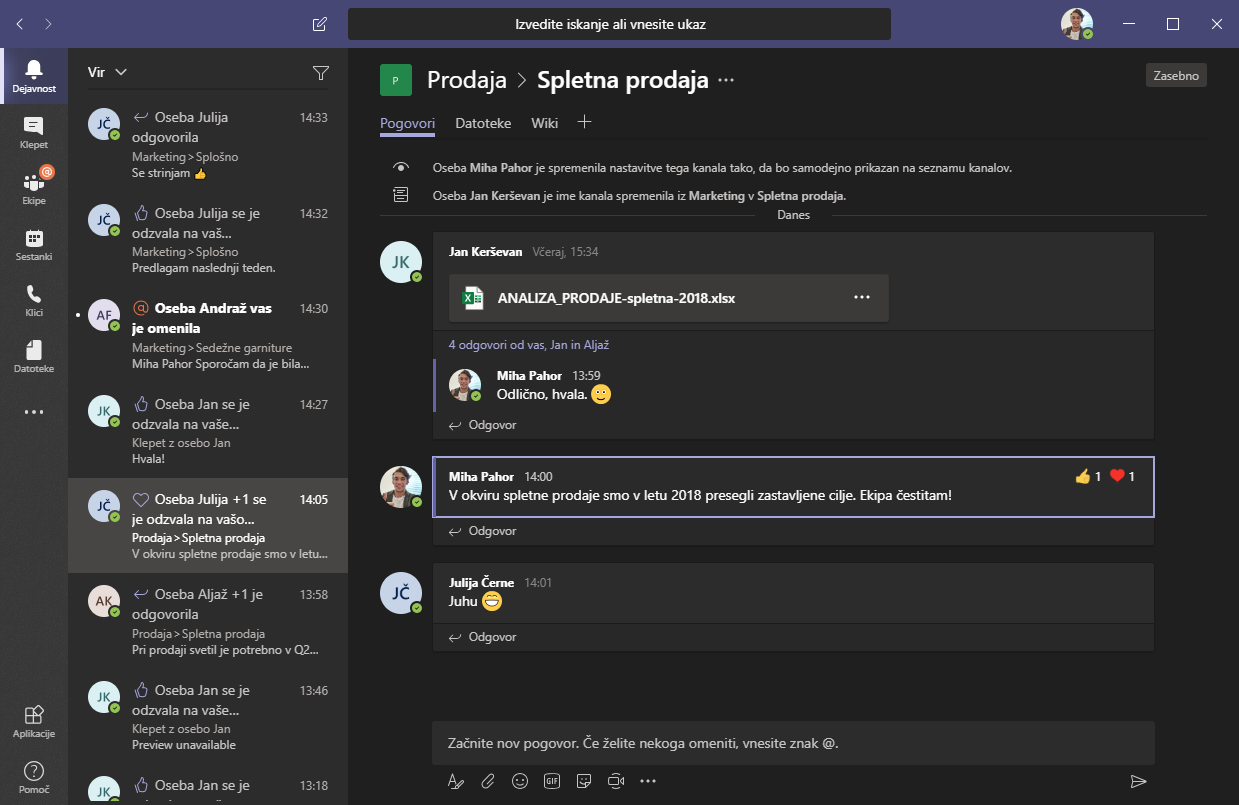 Izvedite iskanje ali vnesite ukaz
Dejavnost
Klepet
@
Ekipe
Sestanki
Klici
Datoteke
Aplikacije
Pomoč
Vir
JČ
Oseba Julija
14:33
odgovorila
Marketing > Splošno
Se strinjam 👍
JČ
Oseba Julija se je
14:32
odzvala na vaš...
Marketing > Splošno
Predlagam naslednji teden.
AF
@ Oseba Andraž vas
14:30
je omenila
Marketing > Sedežne garniture
Miha Pahor Sporočam da je bila...
JK
Oseba Jan se je
14:27
odzvala na vaše...
Klepet z osebo Jan
Hvala!
JČ
Oseba Julija +1 se
14:05
je odzvala na vašo...
Prodaja > Spletna prodaja
V okviru spletne prodaje smo v letu...
AK
Oseba Aljaž +1 je
13:58
odgovorila
Prodaja > Spletna prodaja
Pri prodaji svetil je potrebno v Q2...
JK
Oseba Jan se je
13:46
odzvala na vaše...
Klepet z osebo Jan
Preview unavailable
JK
Oseba Jan se je
13:18
P
Prodaja > Spletna prodaja ...
Zasebno
Pogovori Datoteke Wiki +
Oseba Miha Pahor je spremenila nastavitve tega kanala tako, da bo samodejno prikazan na seznamu kanalov.
Oseba Jan Kerševan je ime kanala spremenila iz Marketing v Spletna prodaja.
Danes
JK
Jan Kerševan Včeraj, 15:34
ANALIZA_PRODAJE-spletna-2018.xlsx ...
4 odgovori od vas, Jan in Aljaž
Miha Pahor 13:59
Odlično, hvala. 🙂
Odgovor
Miha Pahor 14:00
👍 1 ❤️ 1
V okviru spletne prodaje smo v letu 2018 presegli zastavljene cilje. Ekipa čestitam!
Odgovor
JČ
Julija Černe 14:01
Juhu 😁
Odgovor
Začnite nov pogovor. Če želite nekoga omeniti, vnesite znak @.
GIF